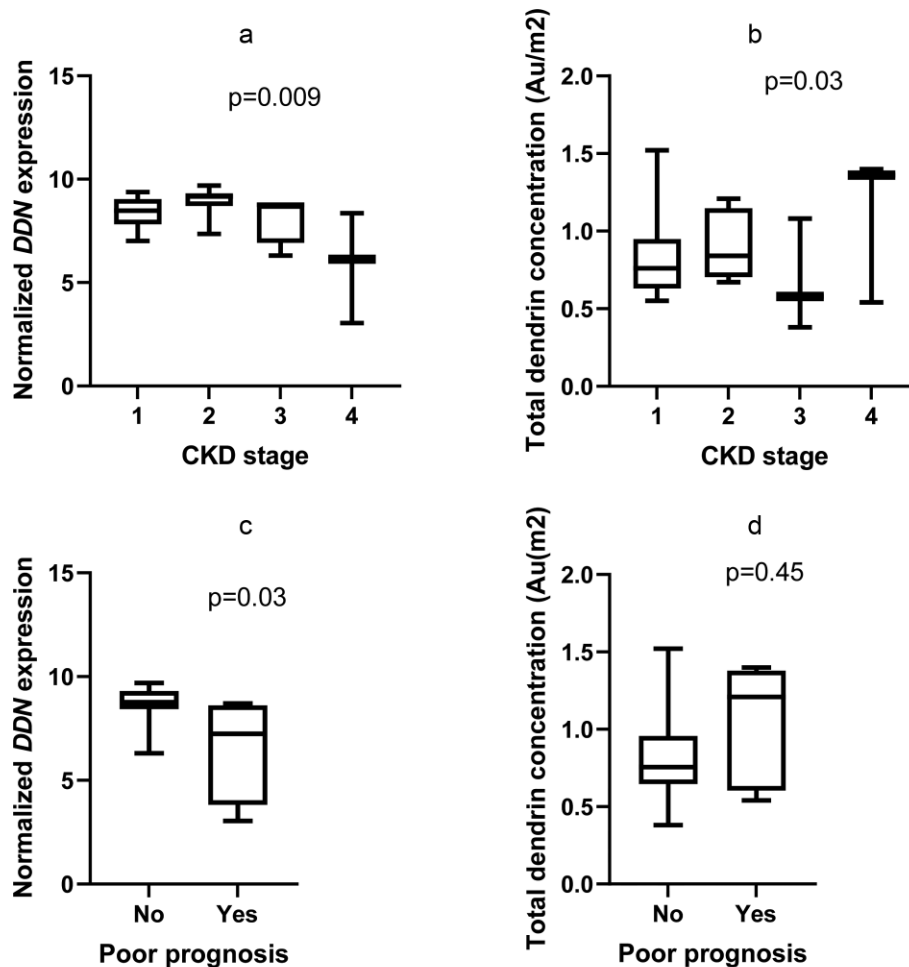 a
Normalized DDN expression
15
10
5
0
p=0.009
1 2 3 4
CKD stage
b
Total dendrin concentration (Au/m2)
2.0
1.5
1.0
0.5
0.0
p=0.03
1 2 3 4
CKD stage
c
Normalized DDN expression
15
10
5
0
p=0.03
No Yes
Poor prognosis
d
Total dendrin concentration (Au(m2)
2.0
1.5
1.0
0.5
0.0
p=0.45
No Yes
Poor prognosis